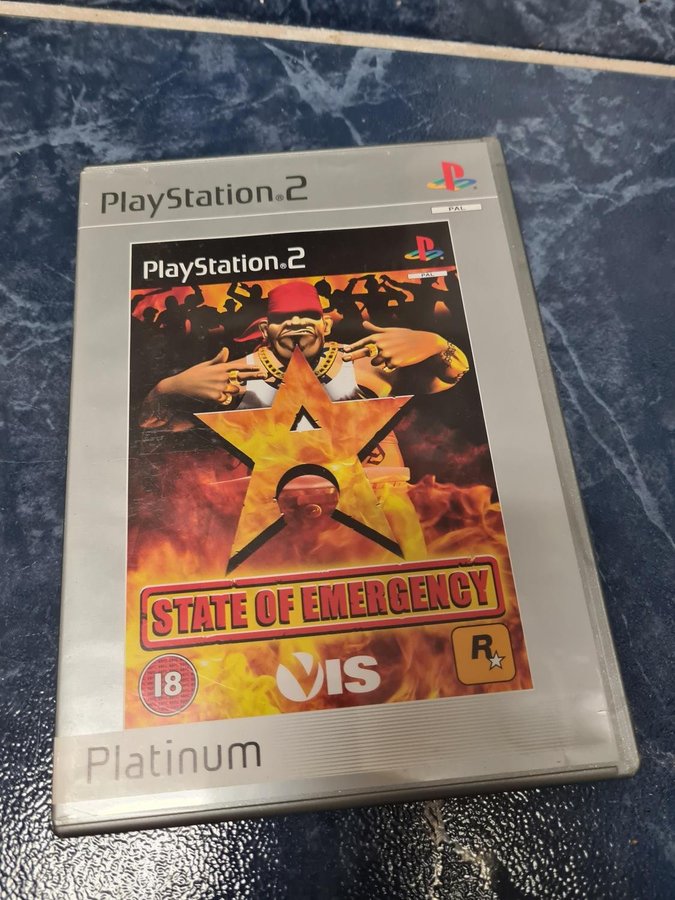 PlayStation®2
PAL
PlayStation®2
PAL
STATE OF EMERGENCY
18
VIS
R
Platinum